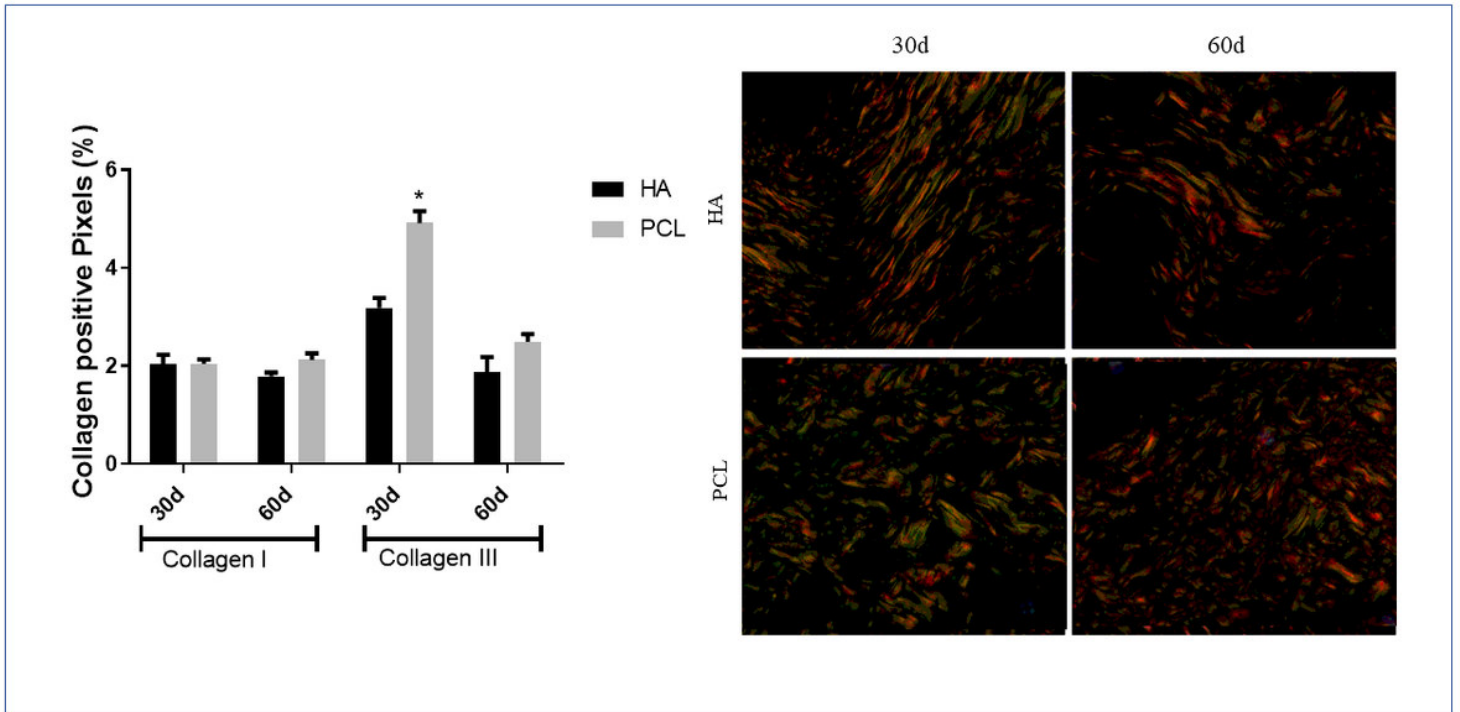 Collagen positive Pixels (%)
6
4
2
0
*
30d
60d
30d
60d
Collagen I
Collagen III
HA
PCL
30d
60d
HA
PCL